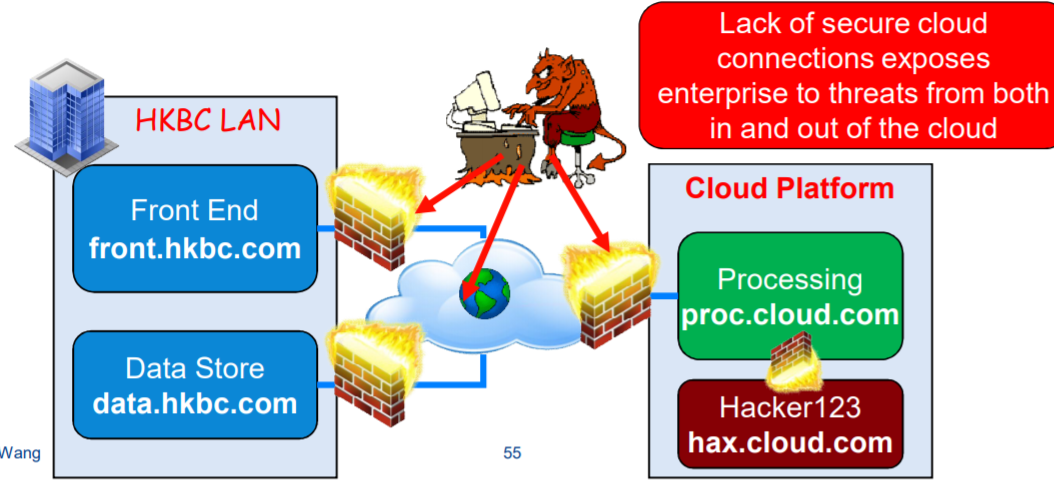 Lack of secure cloud
connections exposes
enterprise to threats from both
in and out of the cloud
HKBC LAN
Front End
front.hkbc.com
Data Store
data.hkbc.com
Cloud Platform
Processing
proc.cloud.com
Hacker123
hax.cloud.com
Wang
55